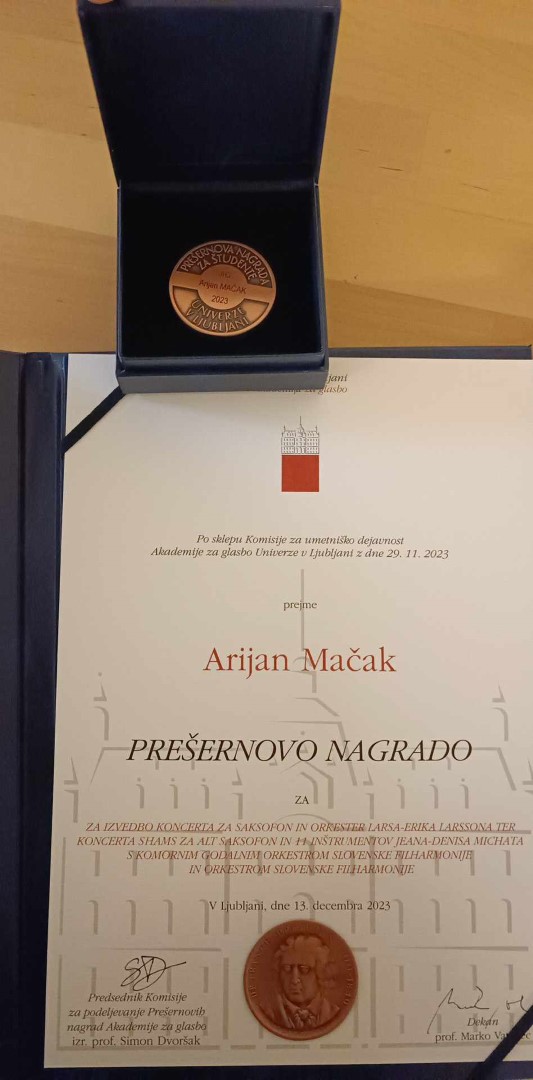 PREŠERNOVA NAGRADA
ZA ŠTUDENTE
Arijan MAČAK
2023
UNIVERZE
V LJUBLJANI
za glasbo
Po sklepu Komisije za umetniško dejavnost
Akademije za glasbo Univerze v Ljubljani z dne 29. 11. 2023
prejme
Arijan Mačak
PREŠERNOVO NAGRADO
ZA
ZA IZVEDBO KONCERTA ZA SAKSOFON IN ORKESTER LARSA-ERIKA LARSSONA TER
KONCERTA SHAMS ZA ALT SAKSOFON IN 11 INŠTRUMENTOV JEANA-DENISA MICHATA
S KOMORNIM GODALNIM ORKESTROM SLOVENSKE FILHARMONIJE
IN ORKESTROM SLOVENSKE FILHARMONIJE
V Ljubljani, dne 13. decembra 2023
Predsednik Komisije
za podeljevanje Prešernovih
nagrad Akademije za glasbo
izr. prof. Simon Dvoršak
Dekan
prof. Marko